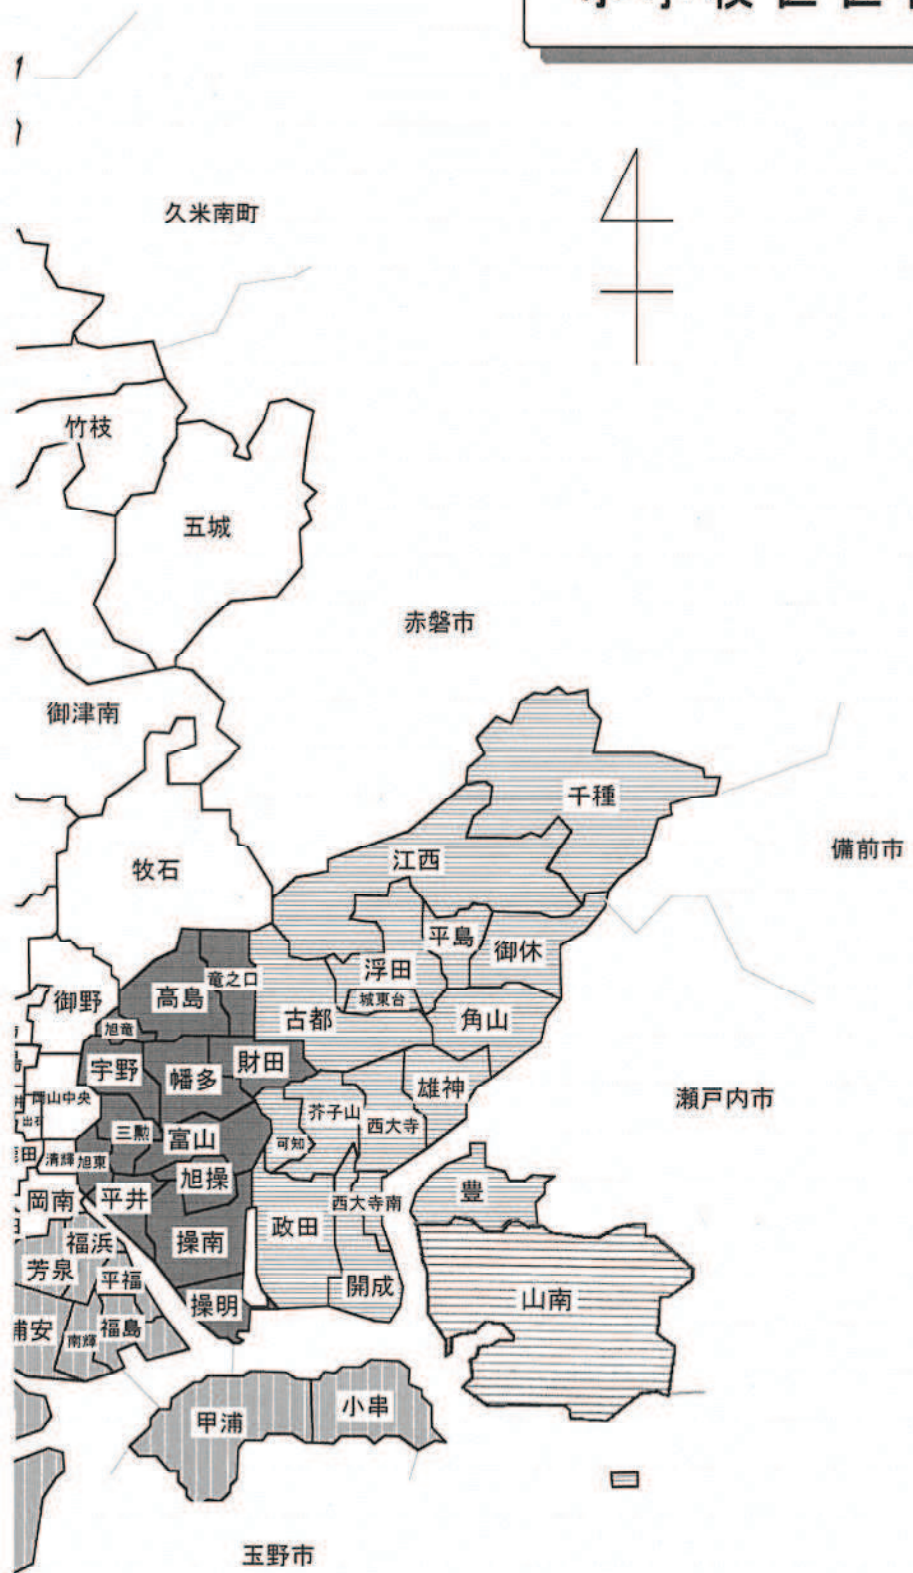 久米南町
竹枝
五城
赤磐市
御津南
千種
備前市
江西
牧石
平島
御休
浮田
竜之口
高島
城東台
御野
古都
角山
旭竜
宇野
幡多
財田
雄神
岡山中央
瀬戸内市
芥子山
出石
三勲
富山
西大寺
可知
清輝
旭東
旭操
豊
岡南
平井
西大寺南
政田
操南
福浜
芳泉
平福
開成
山南
操明
福島
南輝
小串
甲浦
玉野市